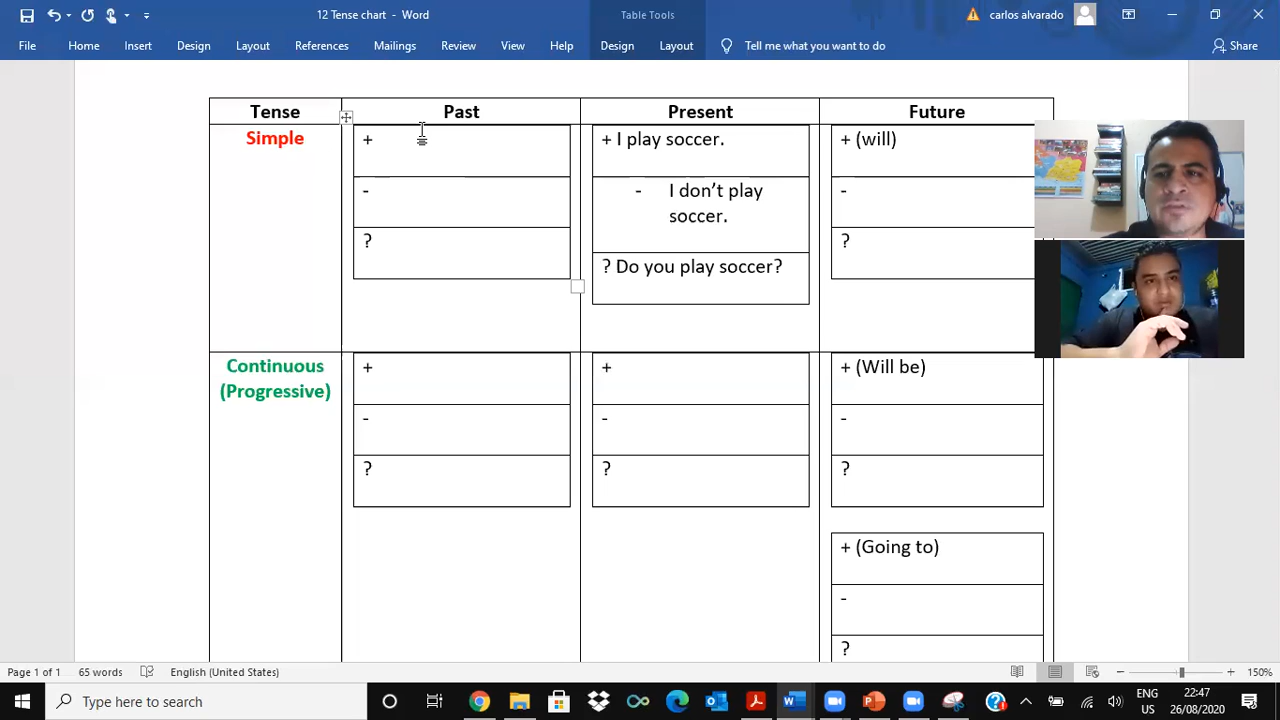 12 Tense chart - Word
Table Tools
carlos alvarado
File Home Insert Design Layout References Mailings Review View Help Design Layout Tell me what you want to do Share
Tense Past Present Future
Simple + + I play soccer. + (will)
- - I don't play -
soccer.
? ? Do you play soccer? ?
Continuous + + + (Will be)
(Progressive)
- - -
? ? ?
+ (Going to)
-
?
Page 1 of 1 65 words English (United States) 150%
Type here to search
ENG 22:47
US 26/08/2020